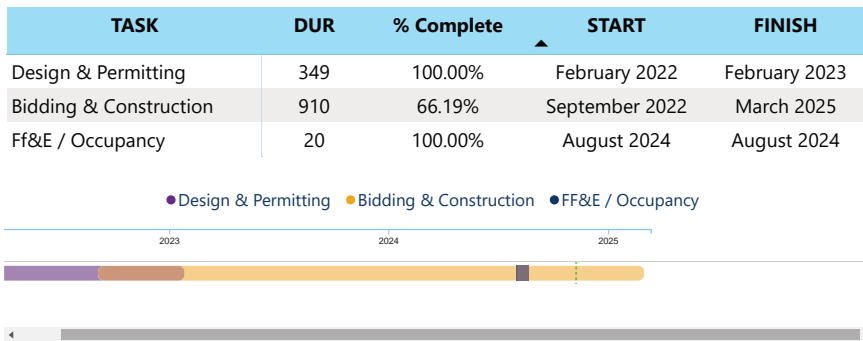 TASK DUR % Complete START FINISH
Design & Permitting 349 100.00% February 2022 February 2023
Bidding & Construction 910 66.19% September 2022 March 2025
Ff&E / Occupancy 20 100.00% August 2024 August 2024
Design & Permitting Bidding & Construction FF&E / Occupancy
2023 2024 2025